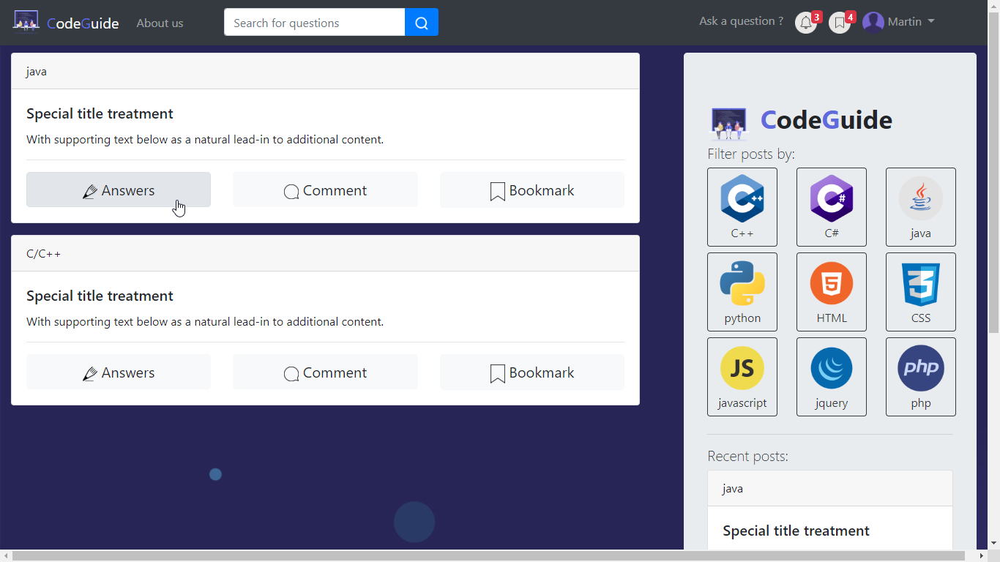 CodeGuide
About us
Search for questions
Ask a question ?
3
4
Martin
java
Special title treatment
With supporting text below as a natural lead-in to additional content.
Answers
Comment
Bookmark
C/C++
Special title treatment
With supporting text below as a natural lead-in to additional content.
Answers
Comment
Bookmark
CodeGuide
Filter posts by:
C++
C++
C#
C#
java
python
5
HTML
3
CSS
JS
javascript
jquery
php
php
Recent posts:
java
Special title treatment